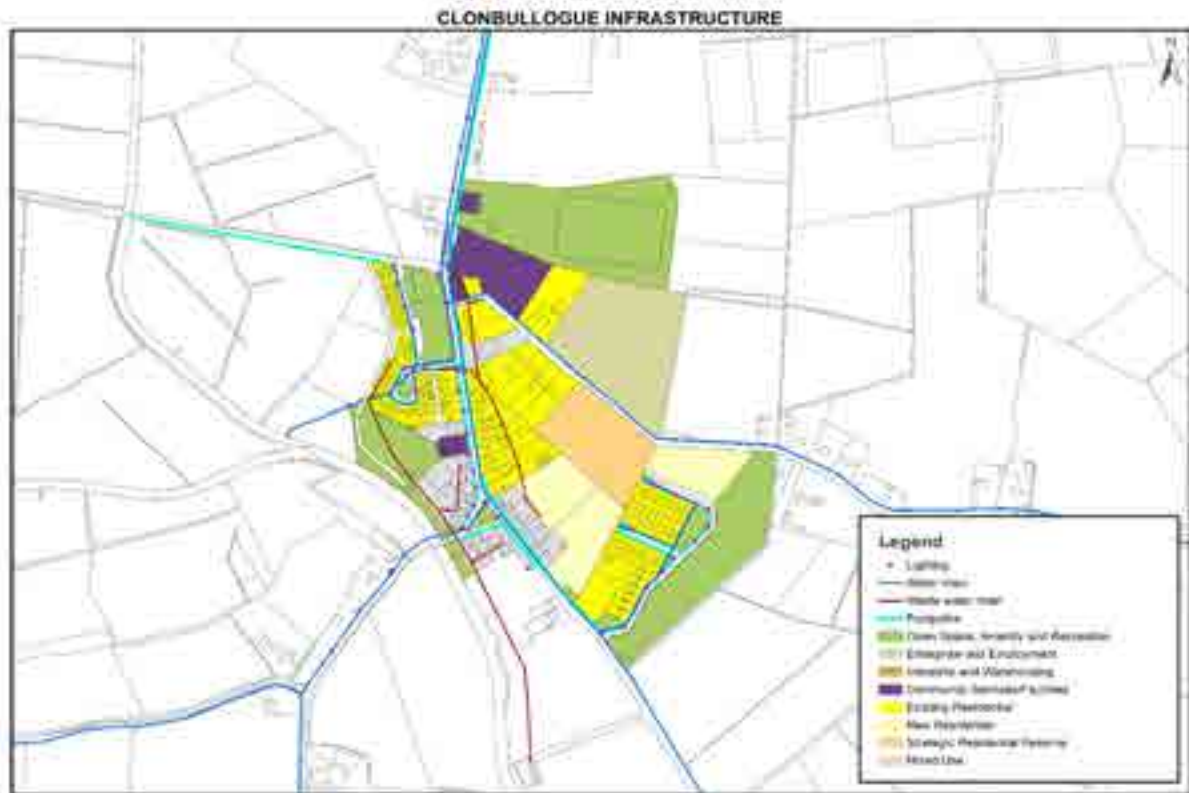 CLONBULLOGUE INFRASTRUCTURE
N
Legend
Lighting
Water main
Waste water main
Footpaths
Open Space, Amenity and Recreation
Enterprise and Employment
Industrial and Warehousing
Community Services/Facilities
Existing Residential
New Residential
Strategic Residential Reserve
Mixed Use